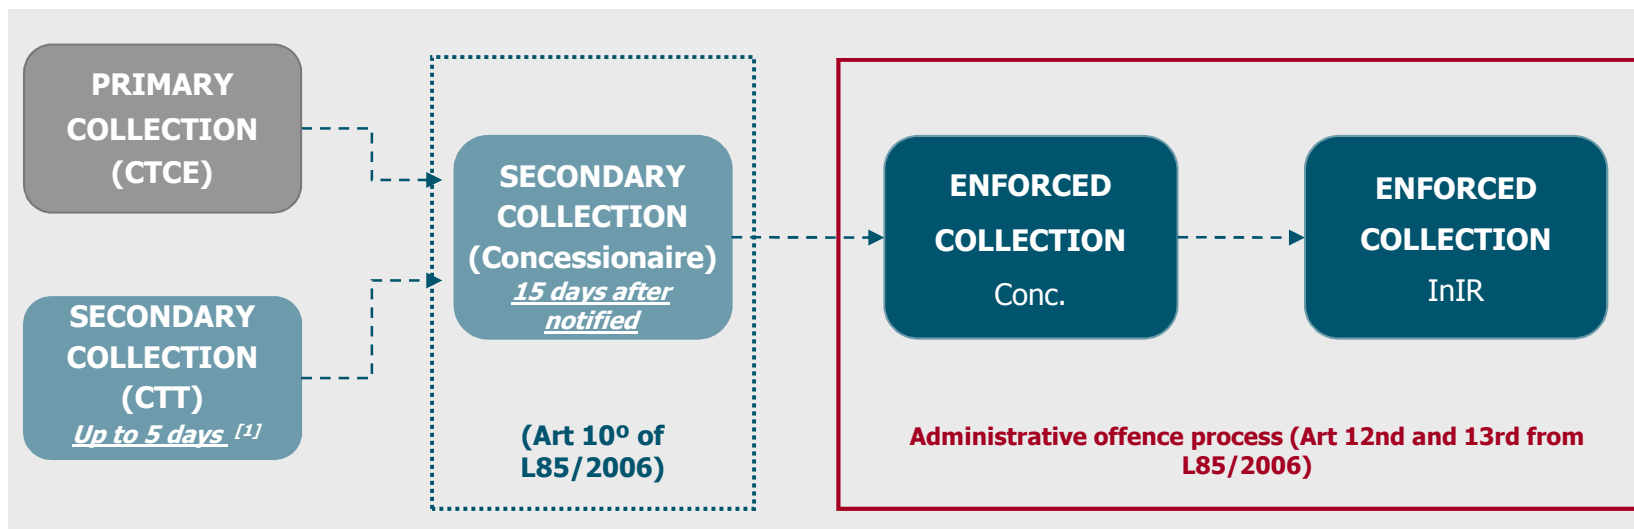 PRIMARY
COLLECTION
(CTCE)
SECONDARY
COLLECTION
(CTT)
Up to 5 days [1]
SECONDARY
COLLECTION
(Concessionaire)
15 days after
notified
(Art 10º of
L85/2006)
ENFORCED
COLLECTION
Conc.
ENFORCED
COLLECTION
InIR
Administrative offence process (Art 12nd and 13rd from
L85/2006)